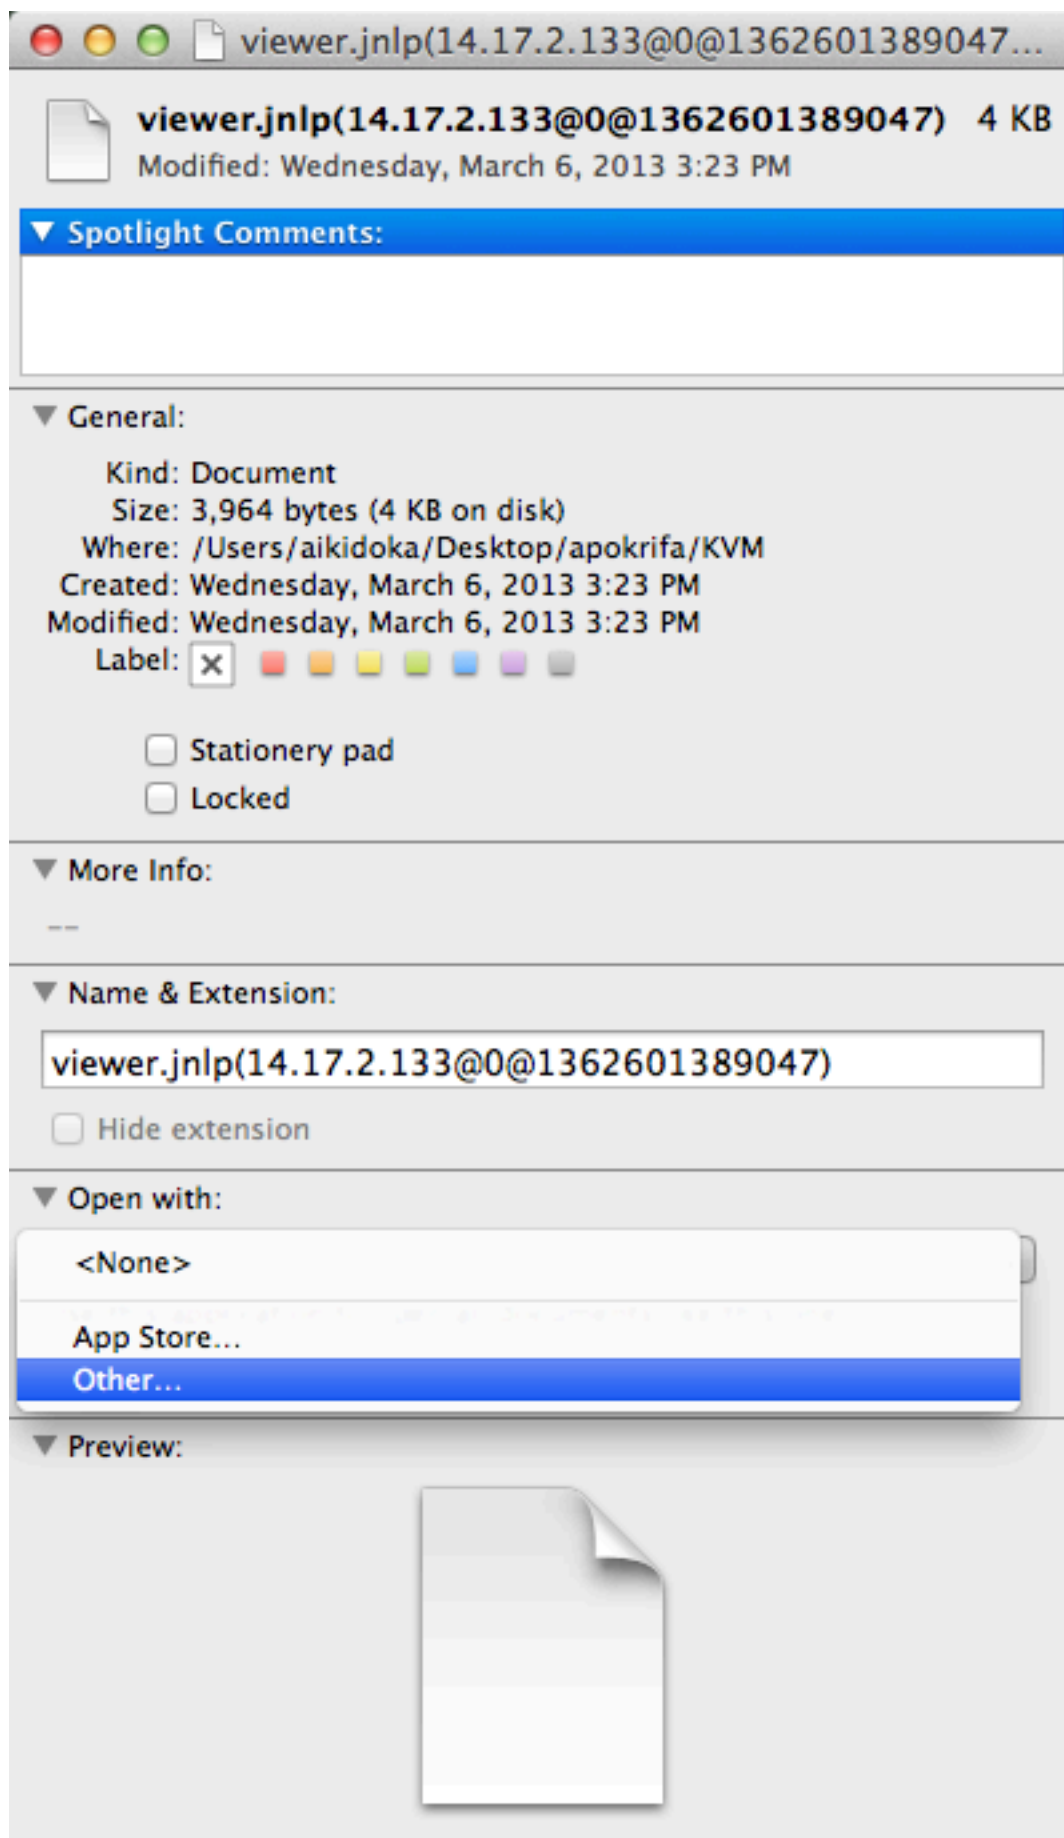 viewer.jnlp(14.17.2.133@0@1362601389047...
viewer.jnlp(14.17.2.133@0@1362601389047) 4 KB
Modified: Wednesday, March 6, 2013 3:23 PM
Spotlight Comments:
General:
Kind: Document
Size: 3,964 bytes (4 KB on disk)
Where: /Users/aikidoka/Desktop/apokrifa/KVM
Created: Wednesday, March 6, 2013 3:23 PM
Modified: Wednesday, March 6, 2013 3:23 PM
Label:
Stationery pad
Locked
More Info:
--
Name & Extension:
viewer.jnlp(14.17.2.133@0@1362601389047)
Hide extension
Open with:
<None>
App Store...
Other...
Preview: